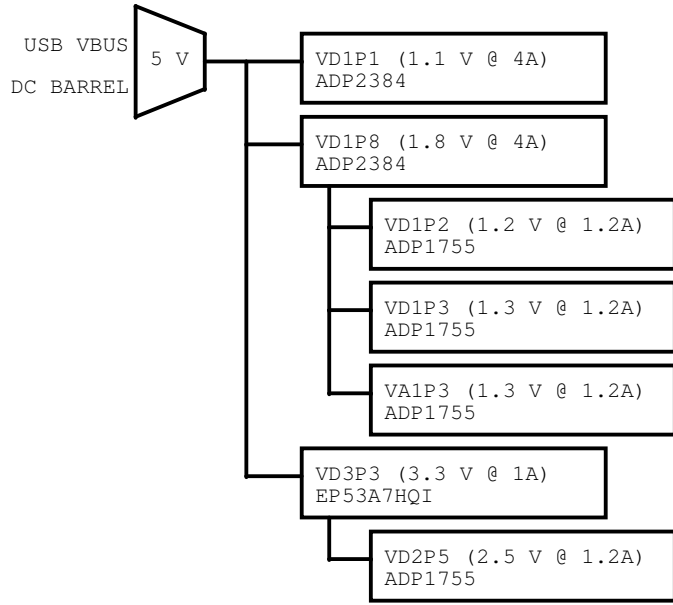 USB VBUS
DC BARREL
5 V
VD1P1 (1.1 V @ 4A)
ADP2384
VD1P8 (1.8 V @ 4A)
ADP2384
VD1P2 (1.2 V @ 1.2A)
ADP1755
VD1P3 (1.3 V @ 1.2A)
ADP1755
VA1P3 (1.3 V @ 1.2A)
ADP1755
VD3P3 (3.3 V @ 1A)
EP53A7HQI
VD2P5 (2.5 V @ 1.2A)
ADP1755